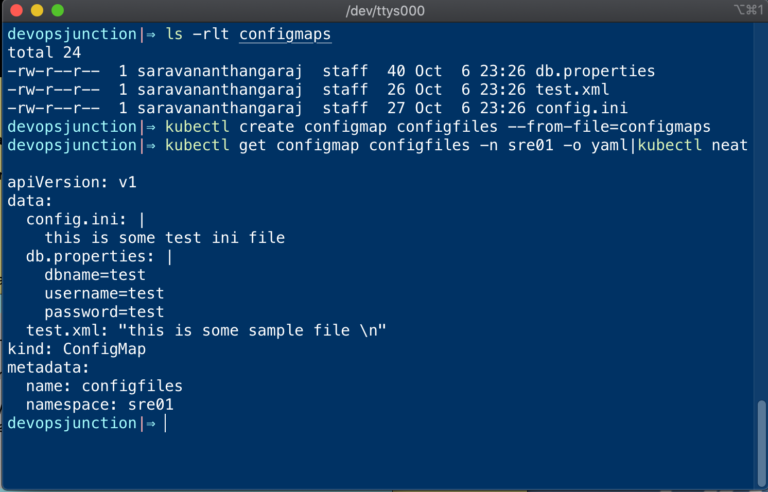 /dev/ttys000
⌥⌘1
devopsjunction|⇒ ls -rlt configmaps
total 24
-rw-r--r--  1 saravananthangaraj  staff  40 Oct  6 23:26 db.properties
-rw-r--r--  1 saravananthangaraj  staff  26 Oct  6 23:26 test.xml
-rw-r--r--  1 saravananthangaraj  staff  27 Oct  6 23:26 config.ini
devopsjunction|⇒ kubectl create configmap configfiles --from-file=configmaps
devopsjunction|⇒ kubectl get configmap configfiles -n sre01 -o yaml|kubectl neat
apiVersion: v1
data:
  config.ini: |
    this is some test ini file
  db.properties: |
    dbname=test
    username=test
    password=test
  test.xml: "this is some sample file \n"
kind: ConfigMap
metadata:
  name: configfiles
  namespace: sre01
devopsjunction|⇒